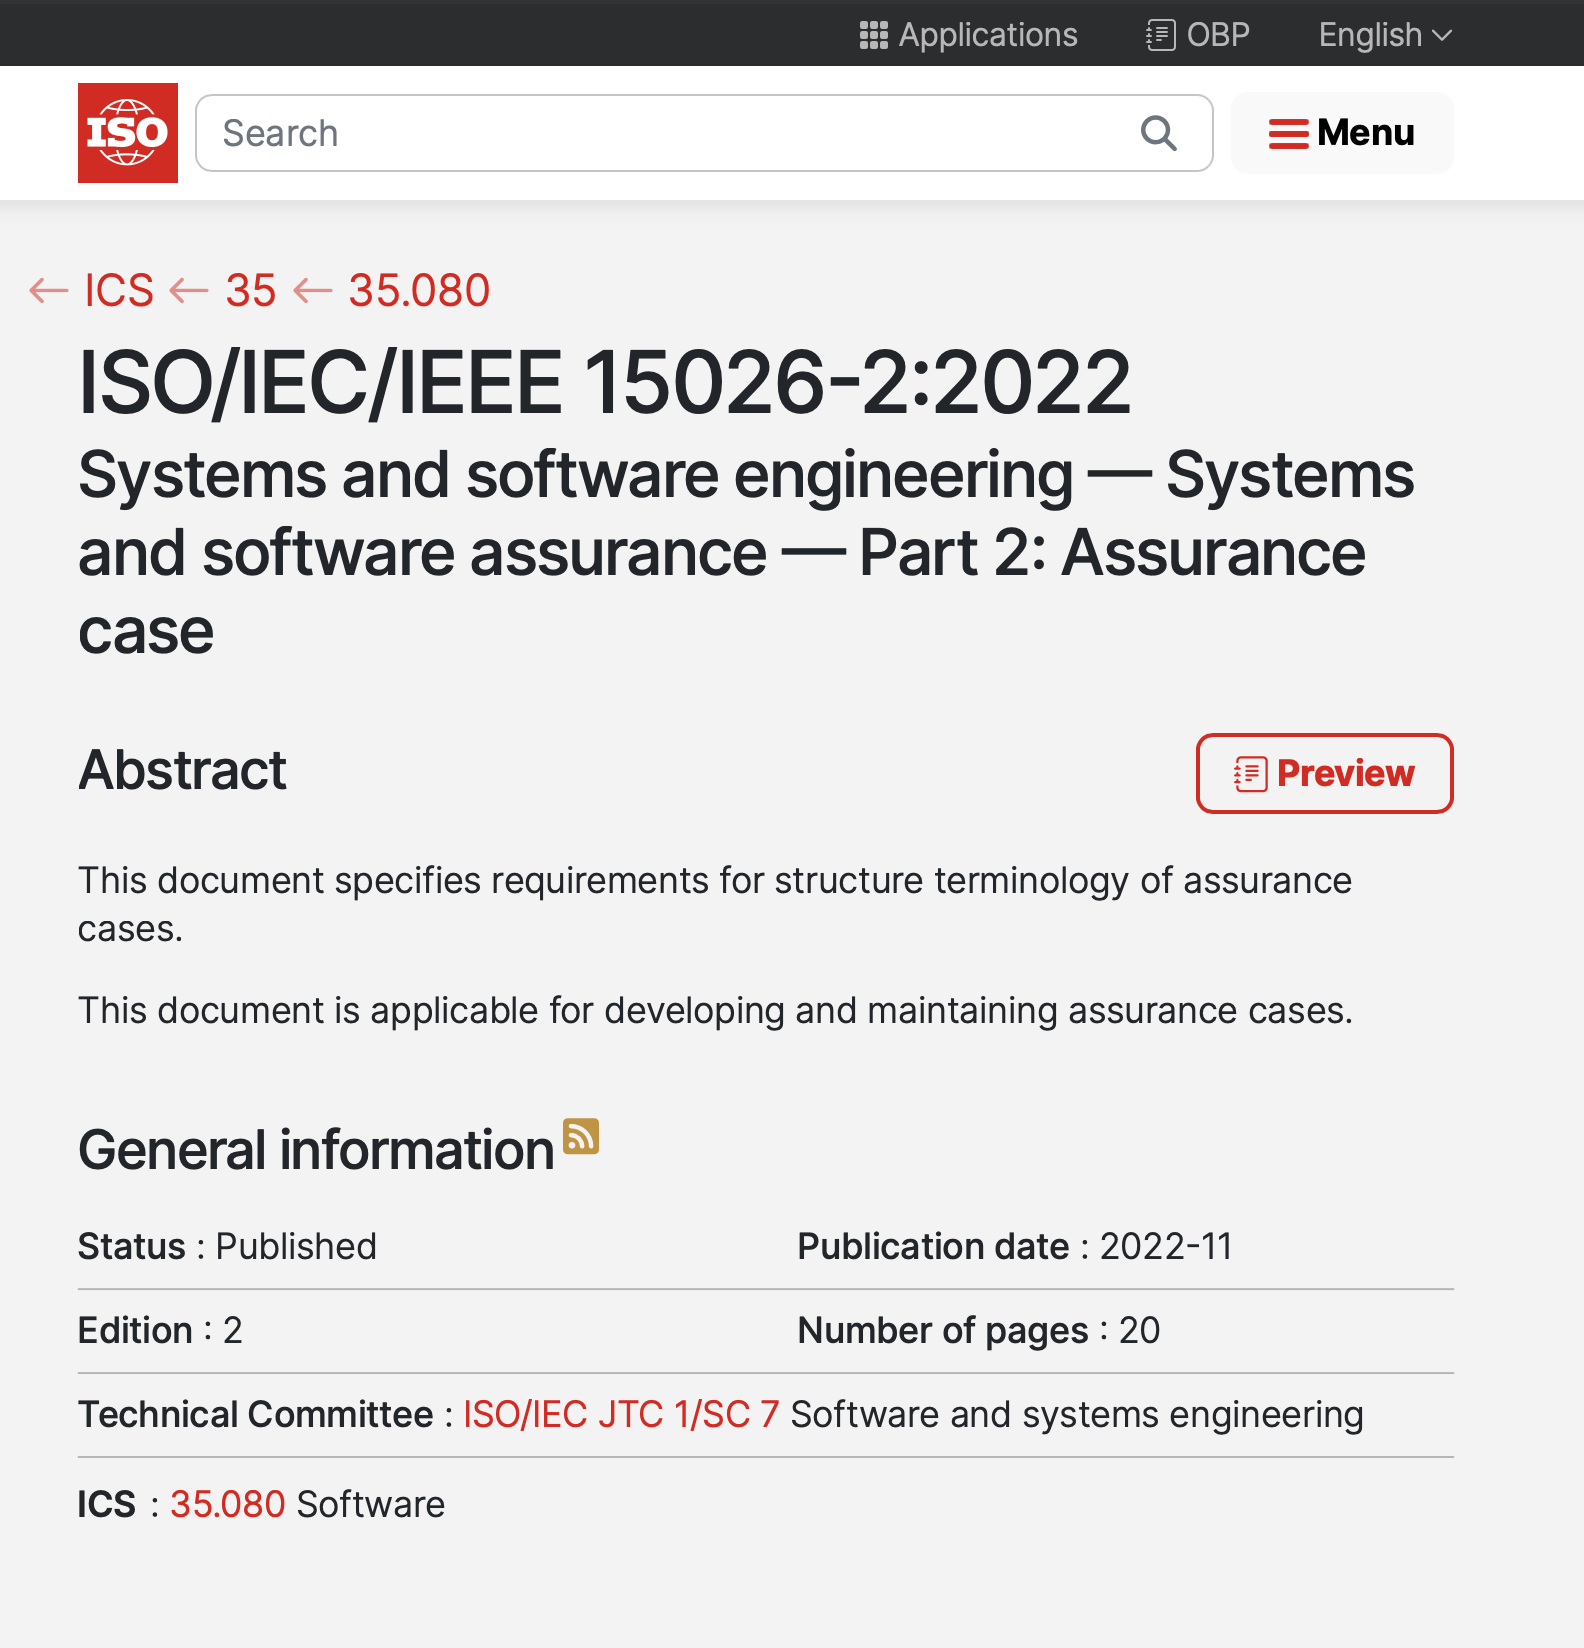 Applications OBP English
ISO Search Menu
← ICS ← 35 ← 35.080
ISO/IEC/IEEE 15026-2:2022
Systems and software engineering — Systems
and software assurance — Part 2: Assurance
case
Abstract Preview
This document specifies requirements for structure terminology of assurance
cases.
This document is applicable for developing and maintaining assurance cases.
General information
Status : Published Publication date : 2022-11
Edition : 2 Number of pages : 20
Technical Committee : ISO/IEC JTC 1/SC 7 Software and systems engineering
ICS : 35.080 Software